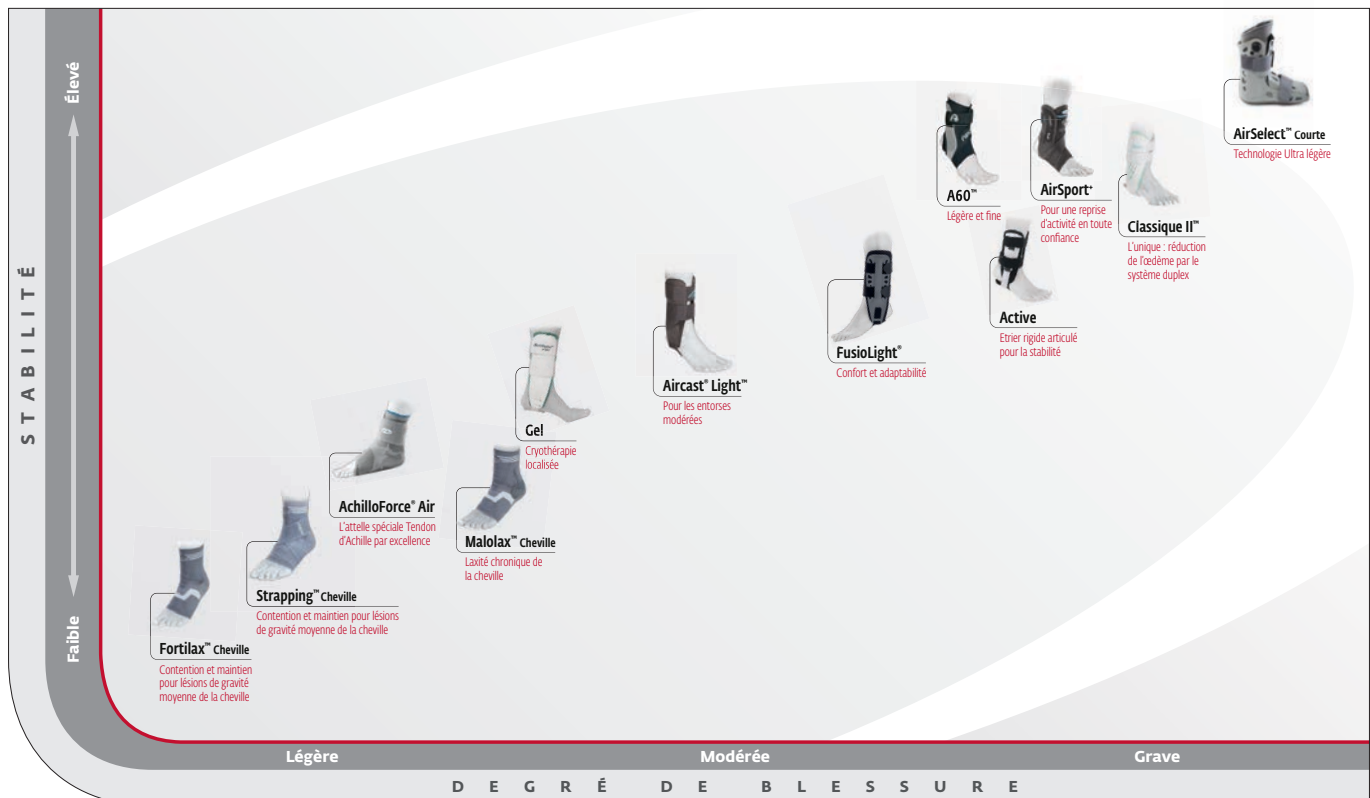 Élevé
STABILITÉ
Faible
AirSelect™ Courte
Technologie Ultra légère
A60™
Légère et fine
AirSport+
Pour une reprise
d'activité en toute
confiance
Classique II™
L'unique : réduction
de l'œdème par le
système duplex
Active
Etrier rigide articulé
pour la stabilité
FusioLight®
Confort et adaptabilité
Aircast® Light™
Pour les entorses
modérées
Gel
Cryothérapie
localisée
AchilloForce® Air
L'attelle spéciale Tendon
d'Achille par excellence
Malolax™ Cheville
Laxité chronique de
la cheville
Strapping™ Cheville
Contention et maintien pour lésions
de gravité moyenne de la cheville
Fortilax™ Cheville
Contention et maintien
pour lésions de gravité
moyenne de la cheville
Légère
Modérée
Grave
DEGRÉ DE BLESSURE